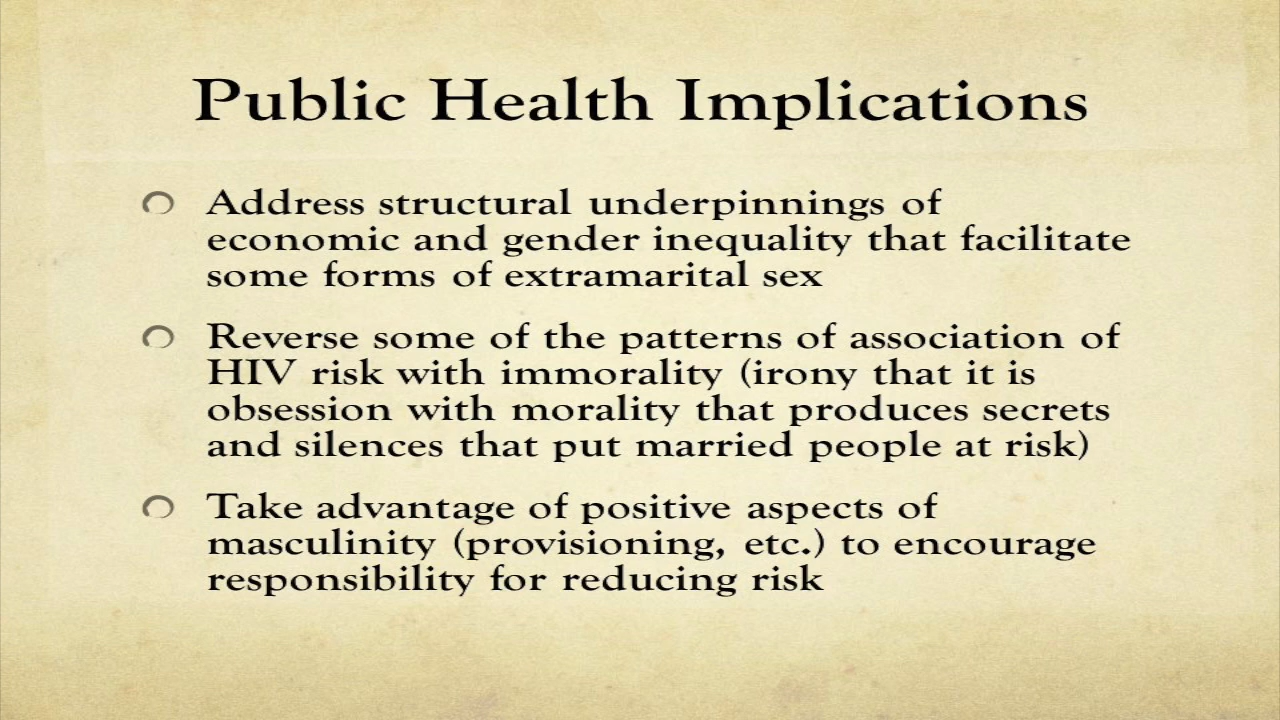 Public Health Implications
Address structural underpinnings of
economic and gender inequality that facilitate
some forms of extramarital sex
Reverse some of the patterns of association of
HIV risk with immorality (irony that it is
obsession with morality that produces secrets
and silences that put married people at risk)
Take advantage of positive aspects of
masculinity (provisioning, etc.) to encourage
responsibility for reducing risk